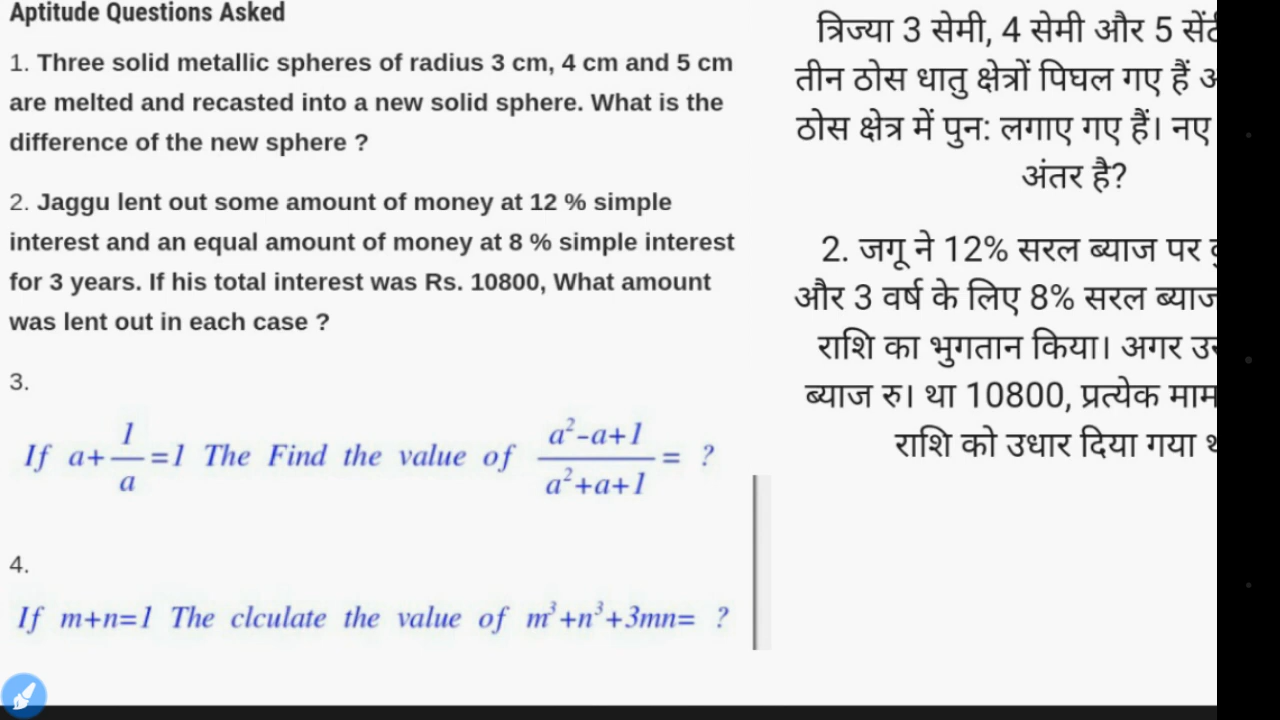 Aptitude Questions Asked
1. Three solid metallic spheres of radius 3 cm, 4 cm and 5 cm
are melted and recasted into a new solid sphere. What is the
difference of the new sphere ?
2. Jaggu lent out some amount of money at 12 % simple
interest and an equal amount of money at 8 % simple interest
for 3 years. If his total interest was Rs. 10800, What amount
was lent out in each case ?
3.
If a+1/a=1 The Find the value of a²-a+1/a²+a+1= ?
4.
If m+n=1 The clculate the value of m³+n³+3mn= ?
त्रिज्या 3 सेमी, 4 सेमी और 5
तीन ठोस धातु क्षेत्रों पिघल गए हैं
ठोस क्षेत्र में पुन: लगाए गए हैं। नए
अंतर है?
2. जगू ने 12% सरल ब्याज पर
और 3 वर्ष के लिए 8% सरल ब्याज
राशि का भुगतान किया। अगर
ब्याज रु। था 10800, प्रत्येक
राशि को उधार दिया गया